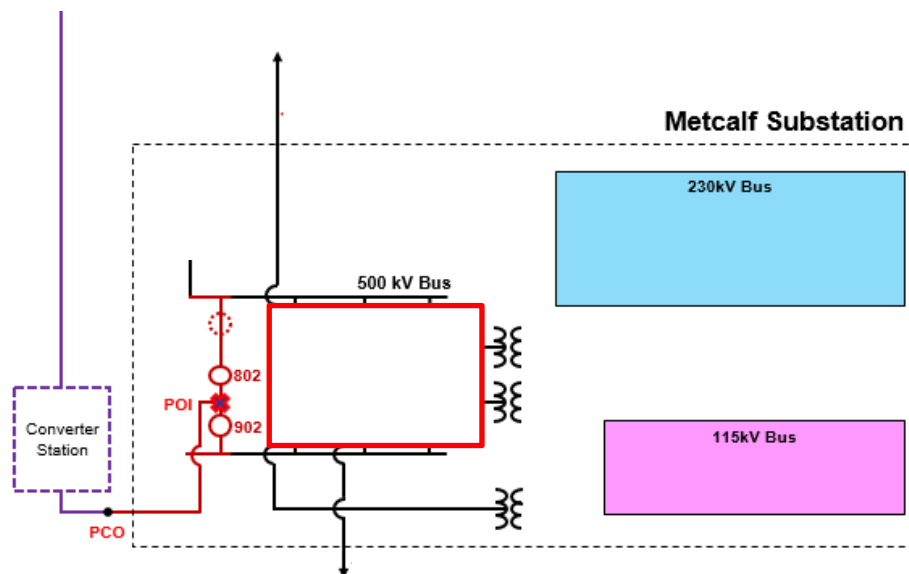 Metcalf Substation
230kV Bus
500 kV Bus
802
POI
902
Converter
Station
115kV Bus
PCO